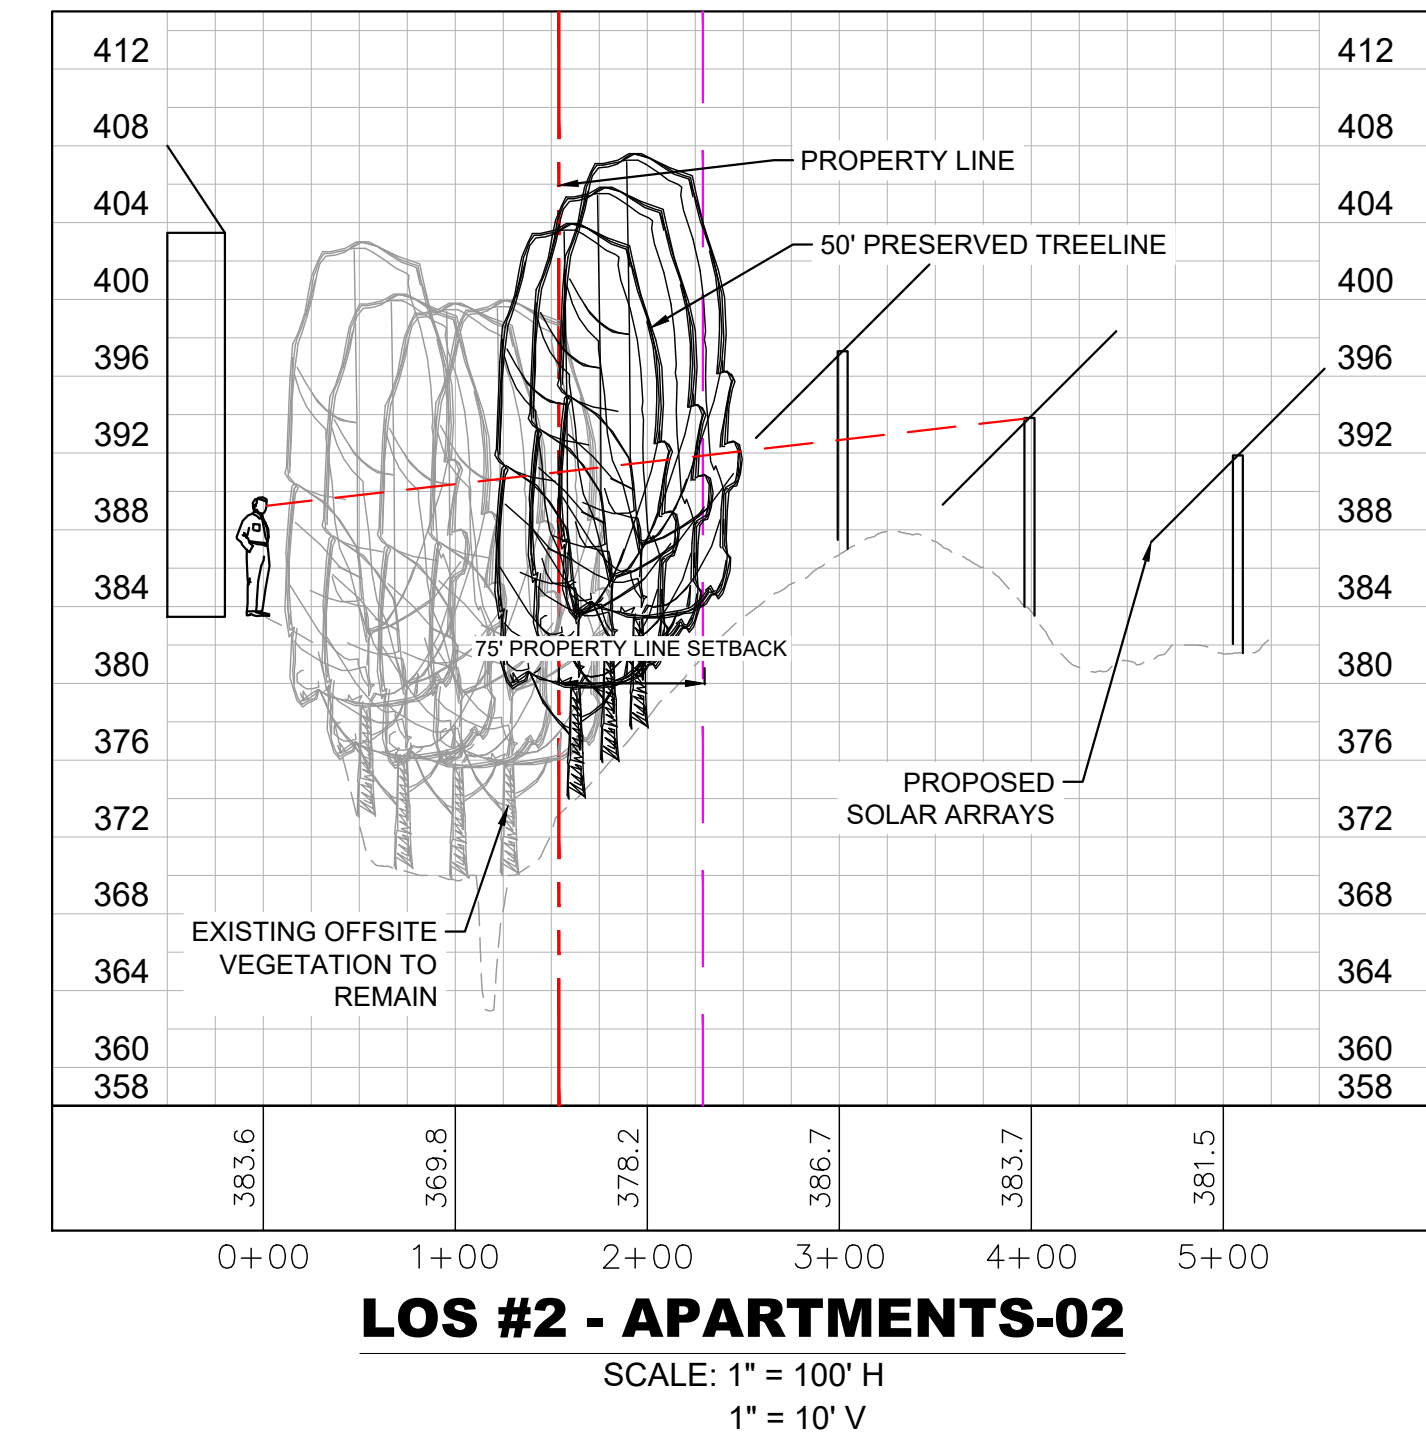 412 412
408 408
PROPERTY LINE
404 404
50' PRESERVED TREELINE
400 400
396 396
392 392
388 388
384 384
75' PROPERTY LINE SETBACK
380 380
376 376
PROPOSED
SOLAR ARRAYS
372 372
368 368
EXISTING OFFSITE
VEGETATION TO
REMAIN
364 364
360 360
358 358
383.6 369.8 378.2 386.7 383.7 381.5
0+00 1+00 2+00 3+00 4+00 5+00
LOS #2 - APARTMENTS-02
SCALE: 1" = 100' H
1" = 10' V